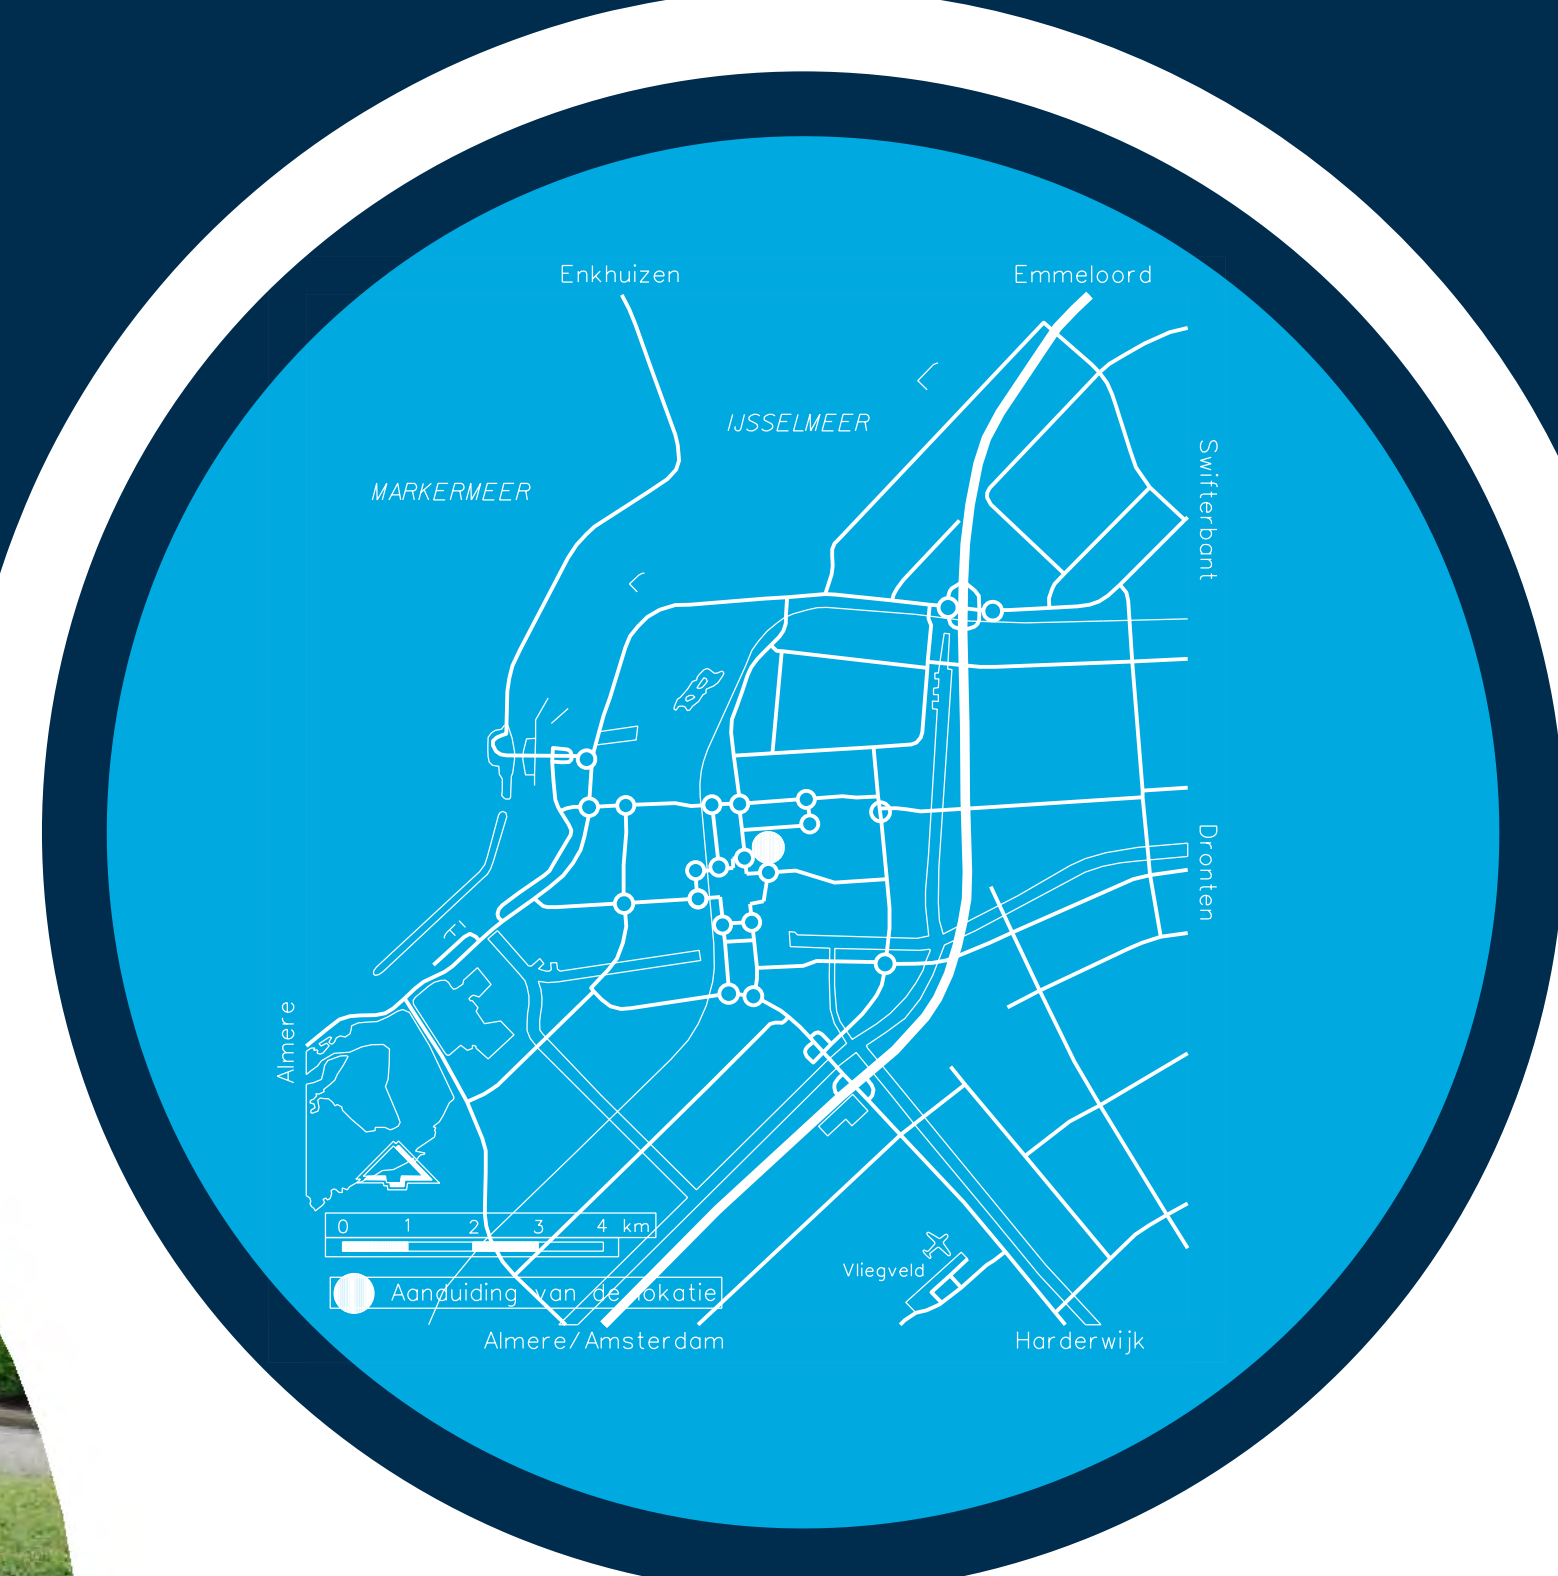 Enkhuizen
Emmeloord
IJSSELMEER
MARKERMEER
Swifterbant
Dronten
Almere
0 1 2 3 4 km
Vliegveld
Aanduiding van de lokatie
Almere/Amsterdam
Harderwijk